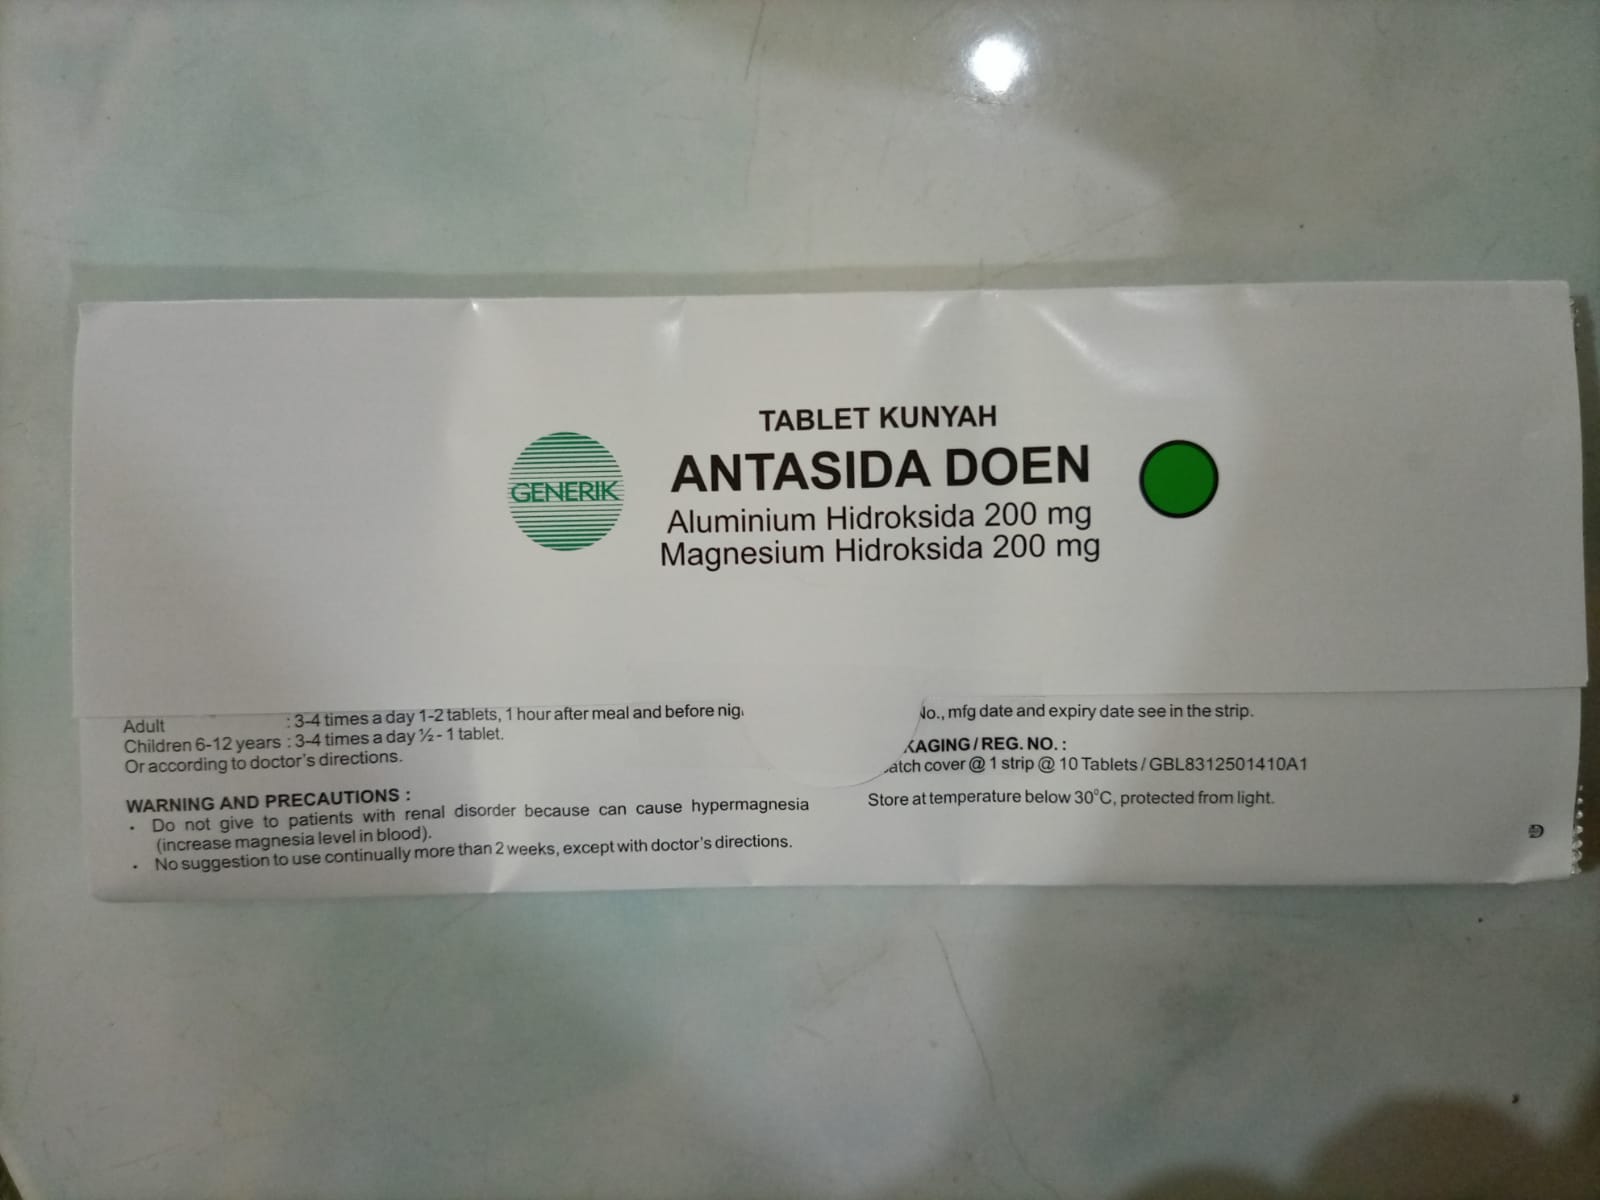 TABLET KUNYAH
GENERIK
ANTASIDA DOEN
Aluminium Hidroksida 200 mg
Magnesium Hidroksida 200 mg
Adult : 3-4 times a day 1-2 tablets, 1 hour after meal and before
Children 6-12 years : 3-4 times a day ½ - 1 tablet.
Or according to doctor's directions.
WARNING AND PRECAUTIONS :
• Do not give to patients with renal disorder because can cause hypermagnesia
(increase magnesia level in blood).
• No suggestion to use continually more than 2 weeks, except with doctor's directions.
No., mfg date and expiry date see in the strip.
KAGING / REG. NO. :
atch cover @ 1 strip @ 10 Tablets / GBL8312501410A1
Store at temperature below 30°C, protected from light.